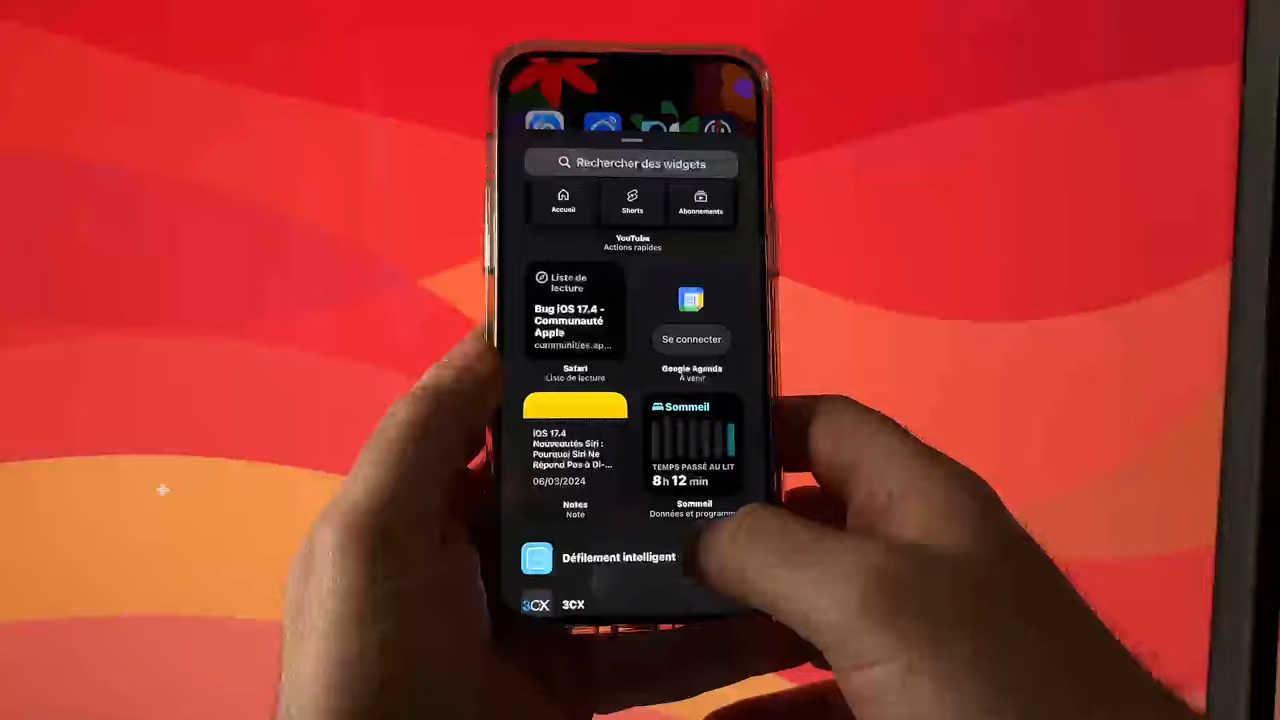 Rechercher des widgets
Accueil
Shorts
Abonnements
YouTube
Actions rapides
Liste de
lecture
Bug iOS 17.4 -
Communauté
Apple
communities.ap...
Safari
Liste de lecture
Se connecter
Google Agenda
À venir
iOS 17.4
Nouveautés Siri :
Pourquoi Siri Ne
Répond Pas à Di-...
06/03/2024
Notes
Note
Sommeil
TEMPS PASSÉ AU LIT
8h 12 min
Sommeil
Données et programm
Défilement intelligent
3CX
3CX